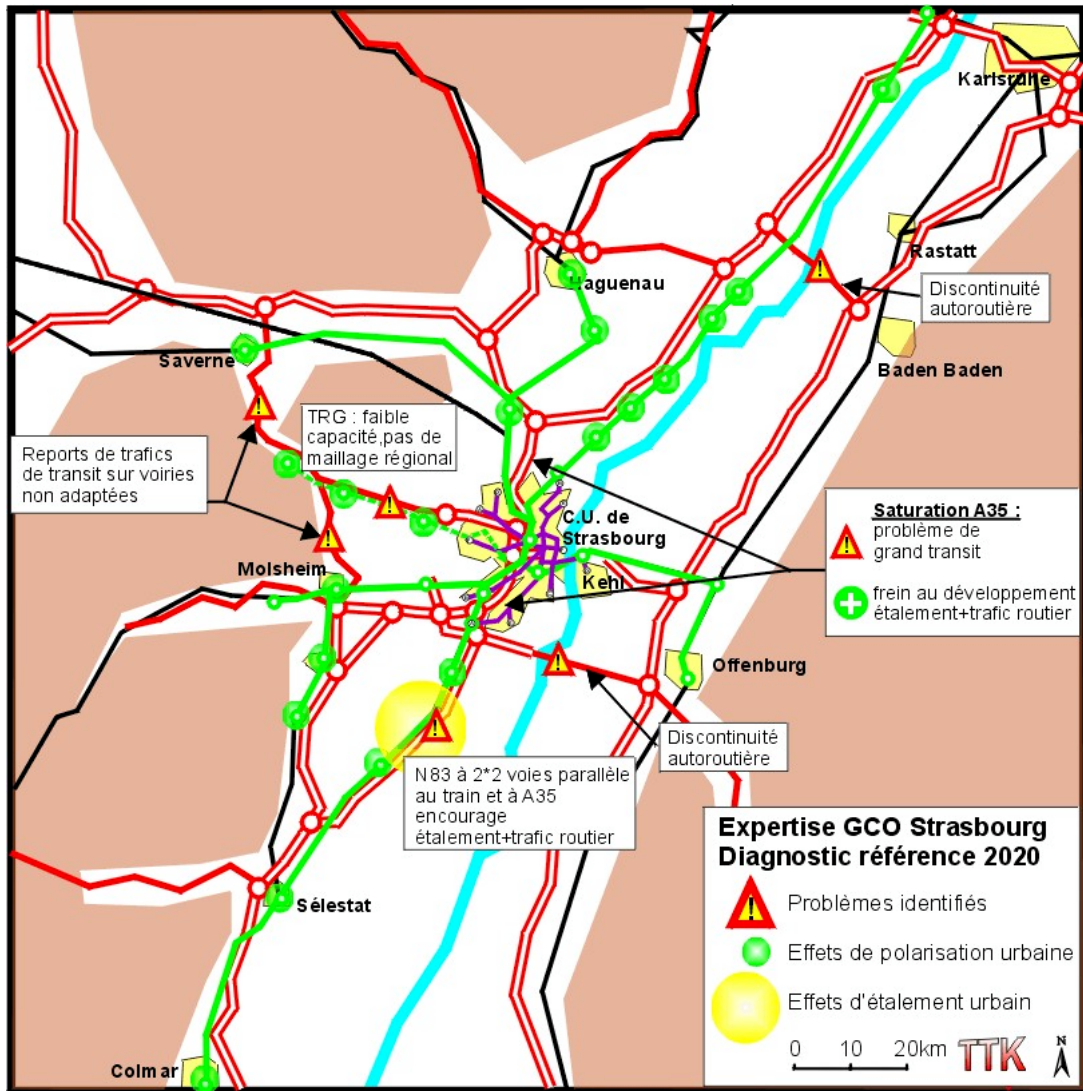 Karlsruhe
Rastatt
Haguenau
Discontinuité
autoroutière
Saverne
Baden Baden
TRG : faible
capacité,pas de
maillage régional
Reports de trafics
de transit sur voiries
non adaptées
C.U. de
Strasbourg
Saturation A35 :
problème de
grand transit
frein au développement
étalement+trafic routier
Molsheim
Kehl
Offenburg
Discontinuité
autoroutière
N83 à 2*2 voies parallèle
au train et à A35
encourage
étalement+trafic routier
Sélestat
Colmar
Expertise GCO Strasbourg
Diagnostic référence 2020
! Problèmes identifiés
Effets de polarisation urbaine
Effets d'étalement urbain
0 10 20km TTK N